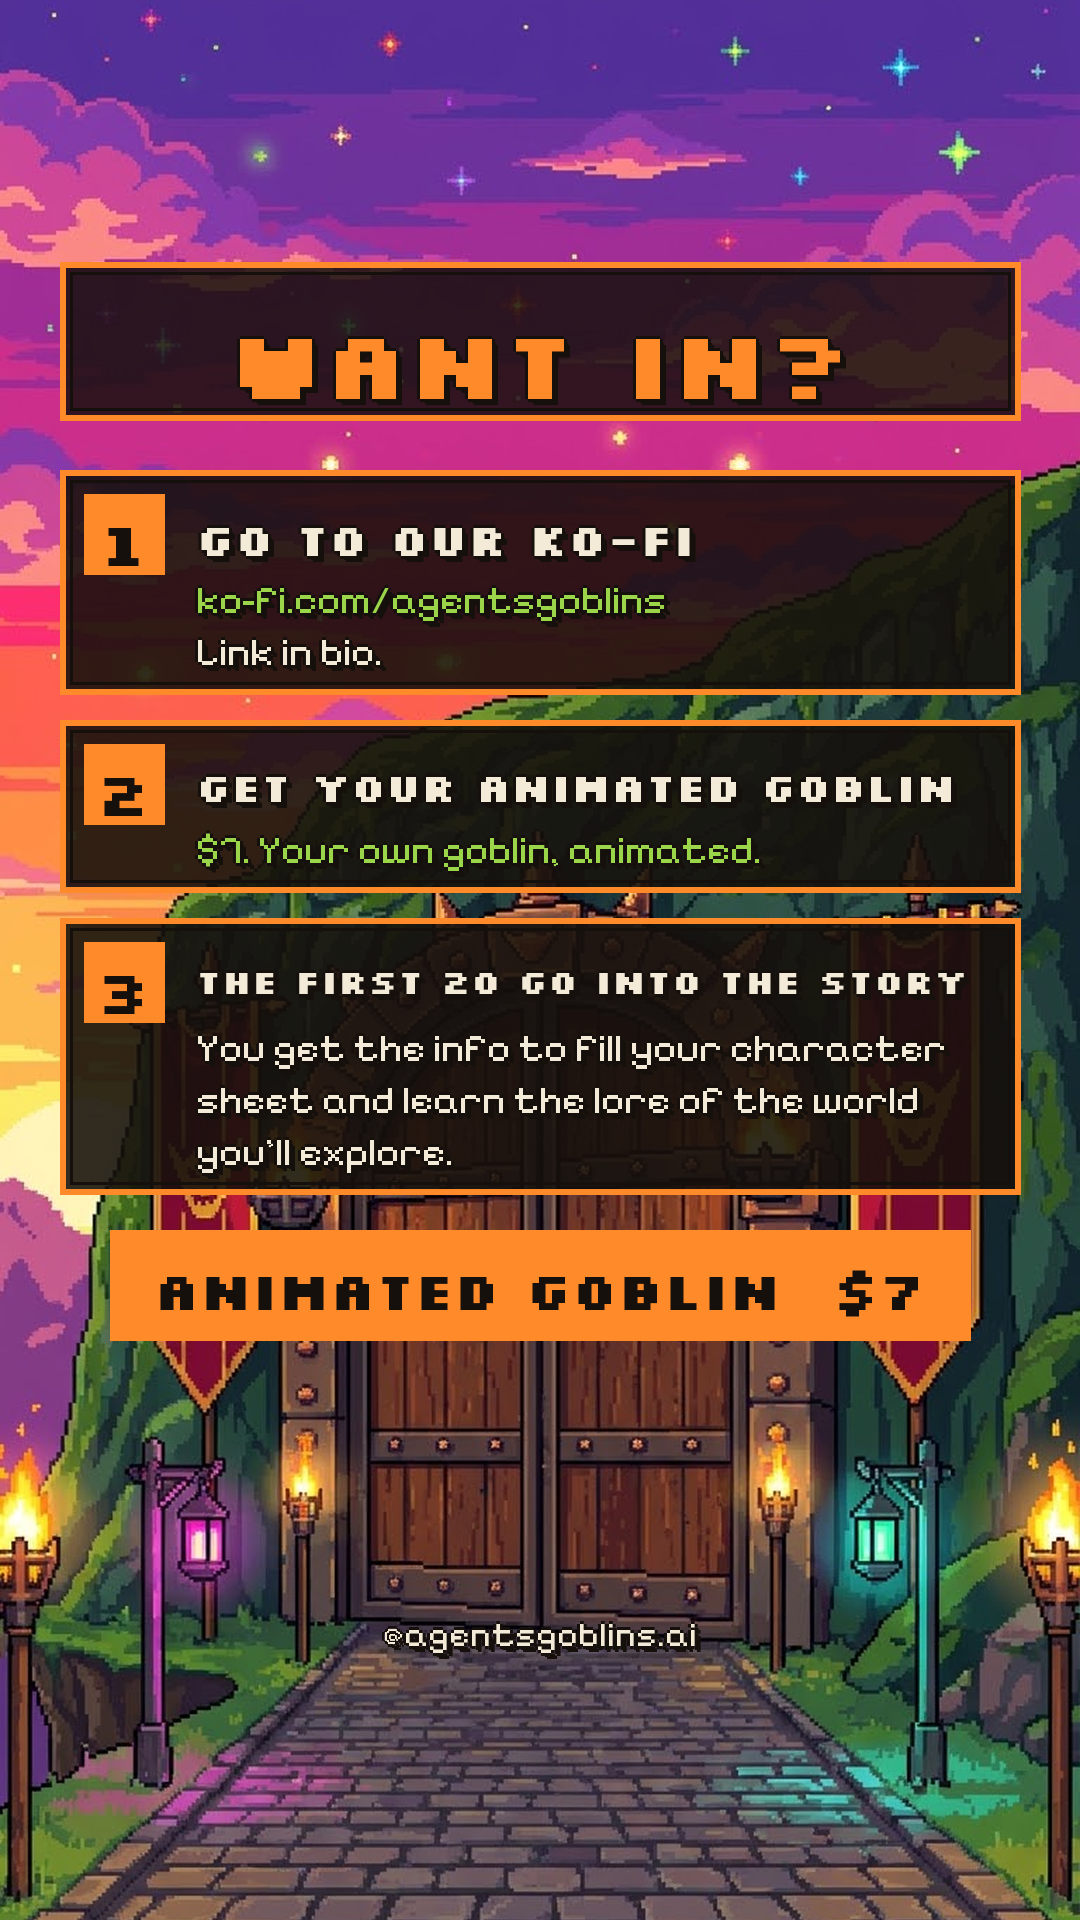 WANT IN?
1
GO TO OUR KO-FI
ko-fi.com/agentsgoblins
Link in bio.
2
GET YOUR ANIMATED GOBLIN
$7. Your own goblin, animated.
3
THE FIRST 20 GO INTO THE STORY
You get the info to fill your character
sheet and learn the lore of the world
you'll explore.
ANIMATED GOBLIN $7
@agentsgoblins.ai